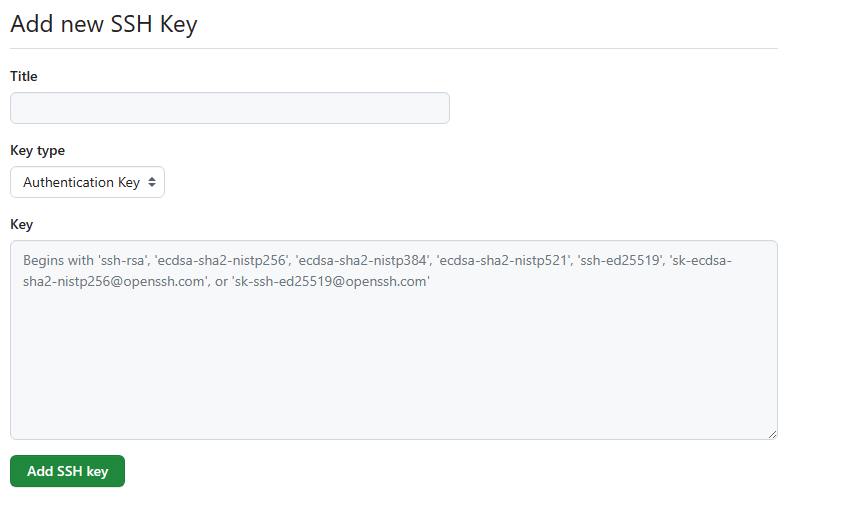 Add new SSH Key
Title
Key type
Authentication Key
Key
Begins with 'ssh-rsa', 'ecdsa-sha2-nistp256', 'ecdsa-sha2-nistp384', 'ecdsa-sha2-nistp521', 'ssh-ed25519', 'sk-ecdsa-
sha2-nistp256@openssh.com', or 'sk-ssh-ed25519@openssh.com'
Add SSH key